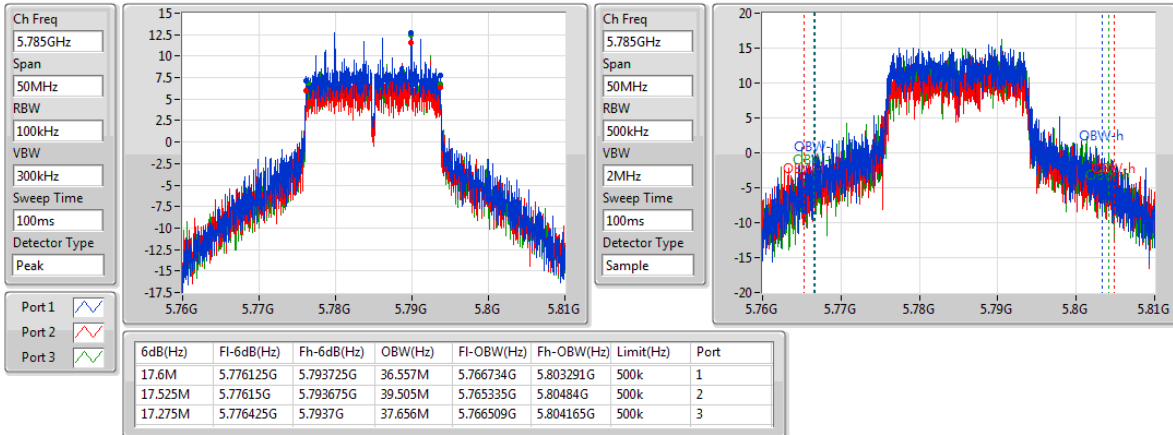 Ch Freq
5.785GHz
Span
50MHz
RBW
100kHz
VBW
300kHz
Sweep Time
100ms
Detector Type
Peak
Port 1
Port 2
Port 3
15
12.5
10
7.5
5
2.5
0
-2.5
-5
-7.5
-10
-12.5
-15
-17.5
5.76G 5.77G 5.78G 5.79G 5.8G 5.81G
Ch Freq
5.785GHz
Span
50MHz
RBW
500kHz
VBW
2MHz
Sweep Time
100ms
Detector Type
Sample
20
15
10
5
0
-5
-10
-15
-20
OBW-h
5.76G 5.77G 5.78G 5.79G 5.8G 5.81G
6dB(Hz) Fl-6dB(Hz) Fh-6dB(Hz) OBW(Hz) Fl-OBW(Hz) Fh-OBW(Hz) Limit(Hz) Port
17.6M 5.776125G 5.793725G 36.557M 5.766734G 5.803291G 500k 1
17.525M 5.77615G 5.793675G 39.505M 5.765335G 5.80484G 500k 2
17.275M 5.776425G 5.7937G 37.656M 5.766509G 5.804165G 500k 3